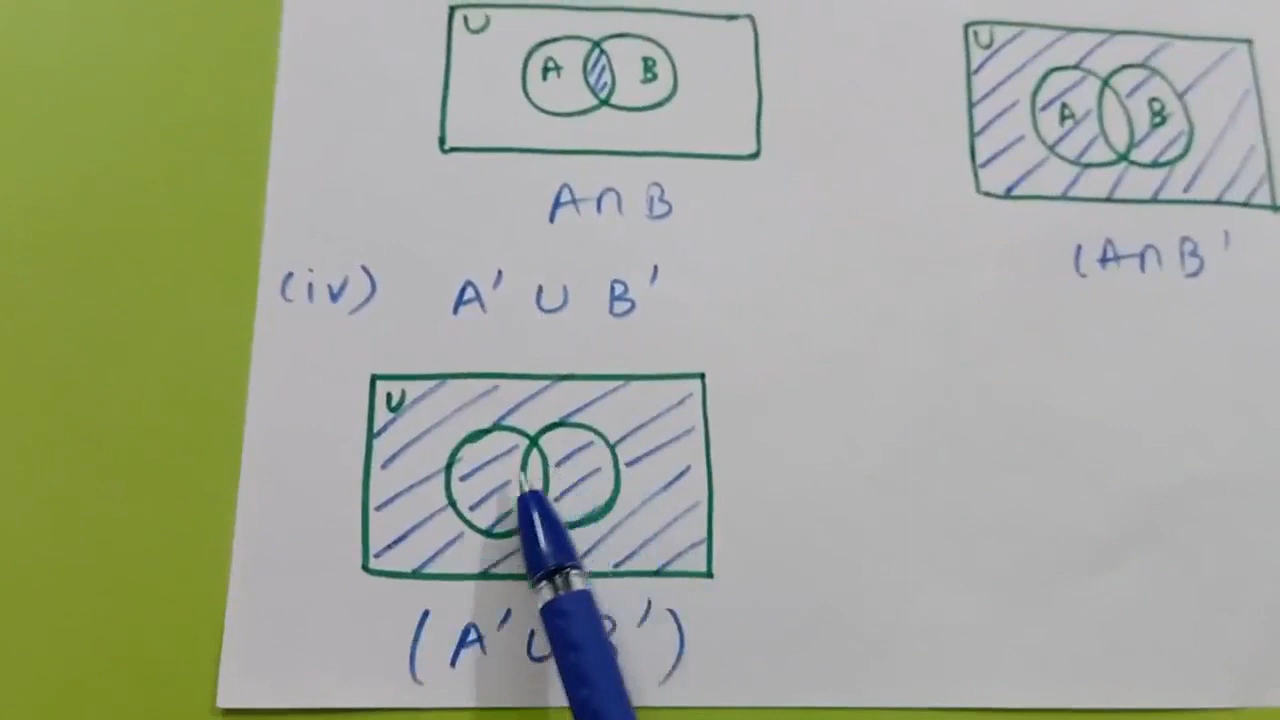 U
A B
A ∩ B
U
A B
(A ∩ B'
(iv) A' ∪ B'
U
(A' ∪ B')